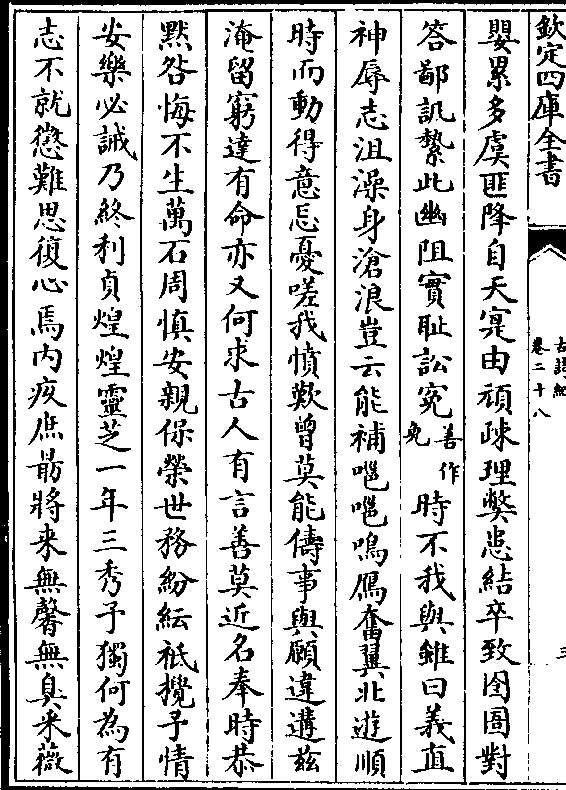 欽定四庫全書
古詩紀
卷二十八
三
嬰累多虞匪降自天寔由頑疎理弊患結卒致囹圄對
答鄙訊縶此幽阻實恥訟冤善作免時不我與雖曰義直
神辱志沮澡身滄浪豈云能補嗈嗈鳴鴈奮翼北遊順
時而動得意忘憂嗟我憤歎曾莫能儔事與願違遘茲
淹留窮達有命亦又何求古人有言善莫近名奉時恭
默咎悔不生萬石周慎安親保榮世務紛紜祗攪予情
安樂必誡乃終利貞煌煌靈芝一年三秀予獨何為有
志不就懲難思復心焉内疚庶勗將来無馨無臭采薇